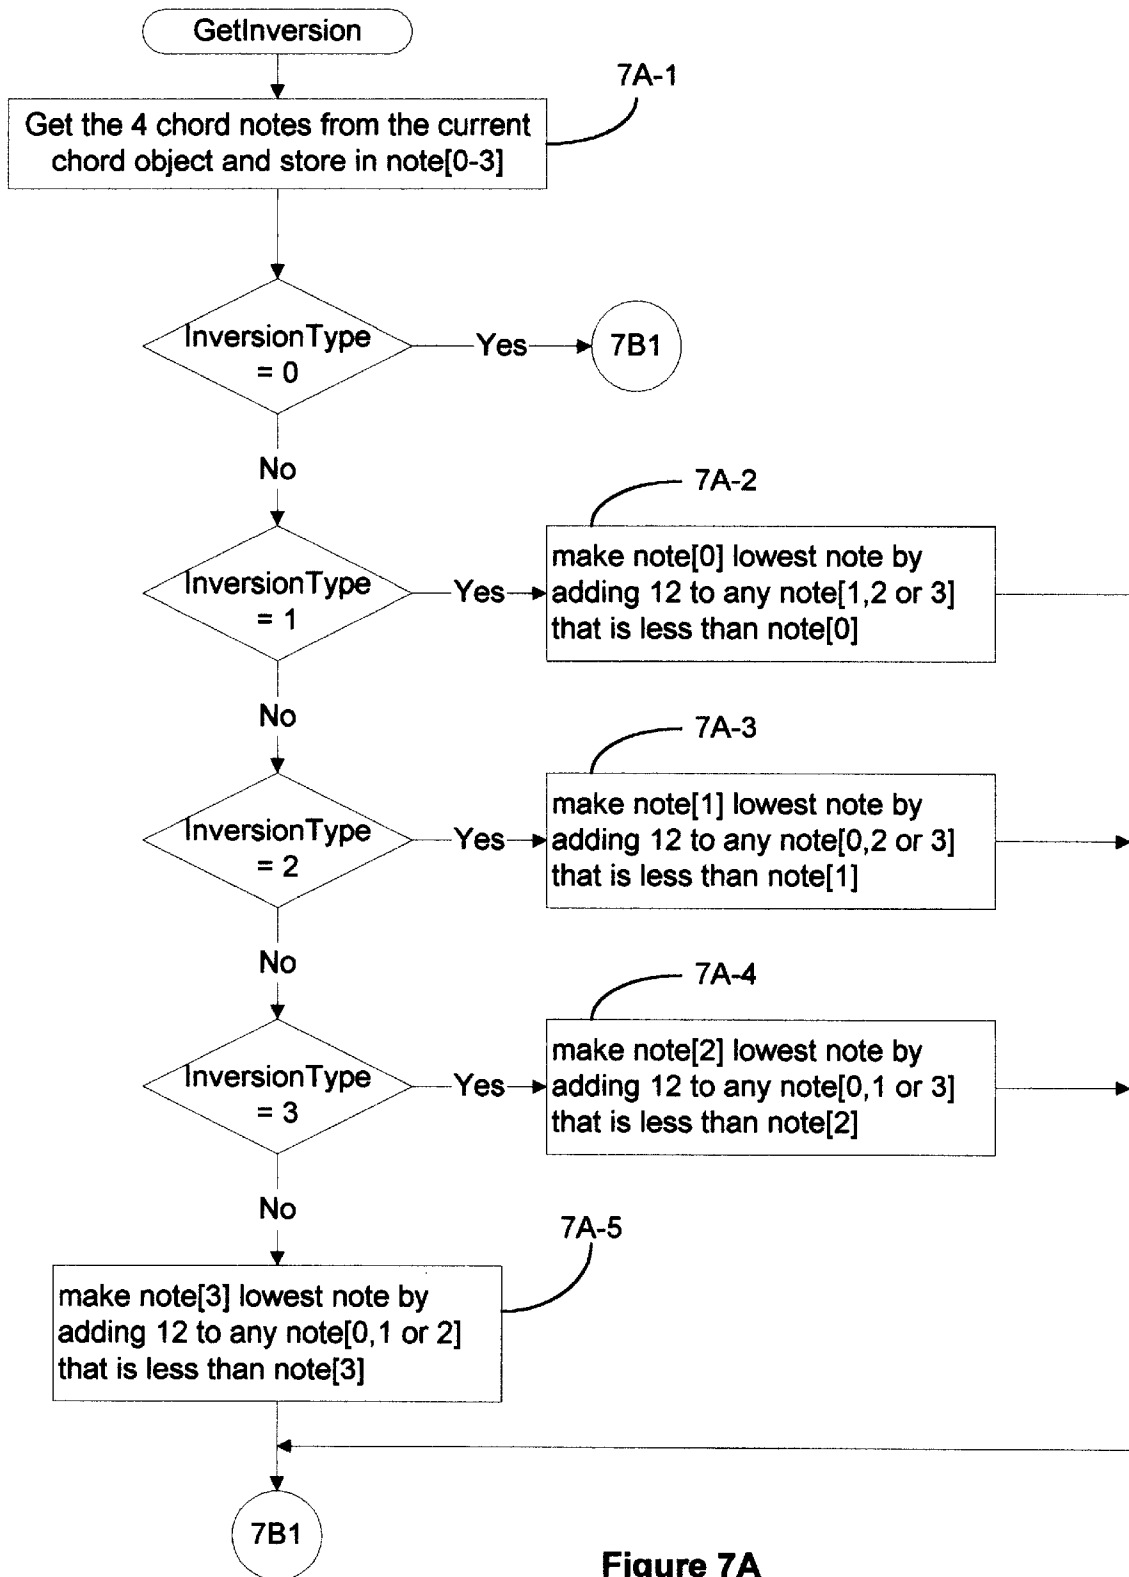 GetInversion
7A-1
Get the 4 chord notes from the current
chord object and store in note[0-3]
InversionType
= 0
Yes
7B1
No
7A-2
InversionType
= 1
Yes
make note[0] lowest note by
adding 12 to any note[1,2 or 3]
that is less than note[0]
No
7A-3
InversionType
= 2
Yes
make note[1] lowest note by
adding 12 to any note[0,2 or 3]
that is less than note[1]
No
7A-4
InversionType
= 3
Yes
make note[2] lowest note by
adding 12 to any note[0,1 or 3]
that is less than note[2]
No
7A-5
make note[3] lowest note by
adding 12 to any note[0,1 or 2]
that is less than note[3]
7B1
Figure 7A